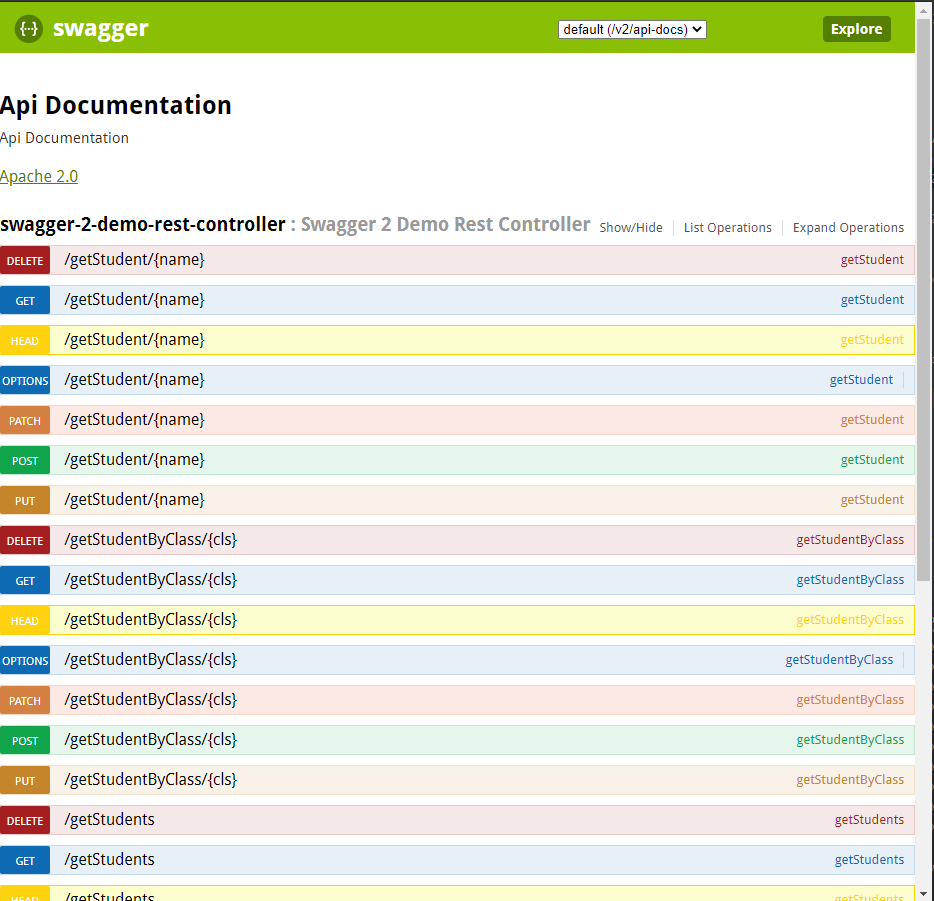 {···} swagger default (/v2/api-docs) Explore
Api Documentation
Api Documentation
Apache 2.0
swagger-2-demo-rest-controller : Swagger 2 Demo Rest Controller Show/Hide List Operations Expand Operations
DELETE /getStudent/{name} getStudent
GET /getStudent/{name} getStudent
HEAD /getStudent/{name} getStudent
OPTIONS /getStudent/{name} getStudent
PATCH /getStudent/{name} getStudent
POST /getStudent/{name} getStudent
PUT /getStudent/{name} getStudent
DELETE /getStudentByClass/{cls} getStudentByClass
GET /getStudentByClass/{cls} getStudentByClass
HEAD /getStudentByClass/{cls} getStudentByClass
OPTIONS /getStudentByClass/{cls} getStudentByClass
PATCH /getStudentByClass/{cls} getStudentByClass
POST /getStudentByClass/{cls} getStudentByClass
PUT /getStudentByClass/{cls} getStudentByClass
DELETE /getStudents getStudents
GET /getStudents getStudents
HEAD /getStudents getStudents